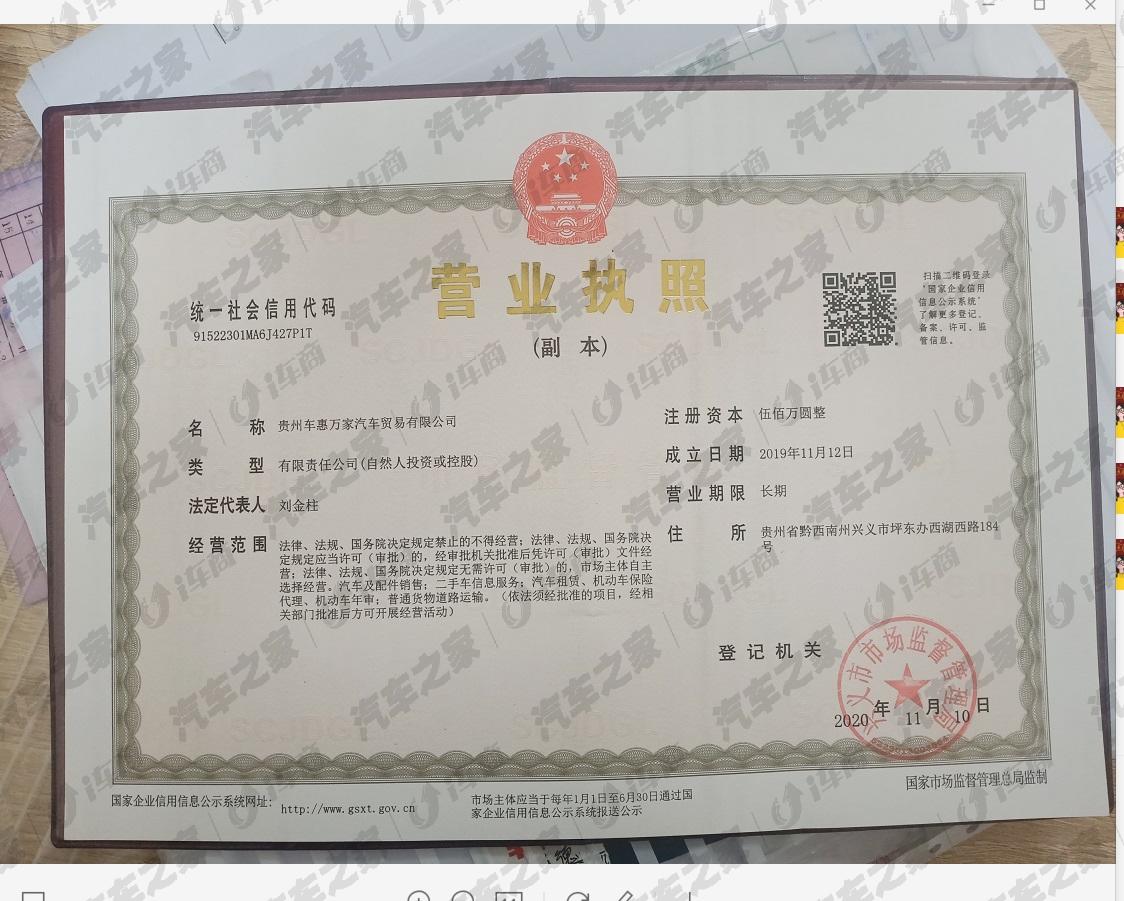 营业执照
(副 本)
统一社会信用代码
91522301MA6J427P1T
扫描二维码登录
"国家企业信用
信息公示系统"
了解更多登记、
备案、许可、监
管信息。
名 称 贵州车惠万家汽车贸易有限公司
类 型 有限责任公司(自然人投资或控股)
法定代表人 刘金柱
经营范围 法律、法规、国务院决定规定禁止的不得经营;法律、法规、国务院决
定规定应当许可(审批)的,经审批机关批准后凭许可(审批)文件经
营;法律、法规、国务院决定规定无需许可(审批)的,市场主体自主
选择经营。汽车及配件销售;二手车信息服务;汽车租赁、机动车保险
代理、机动车年审;普通货物道路运输。(依法须经批准的项目,经相
关部门批准后方可开展经营活动)
注册资本 伍佰万圆整
成立日期 2019年11月12日
营业期限 长期
住 所 贵州省黔西南州兴义市坪东办西湖西路184
号
登记机关
兴义市市场监督管理局
2020 年 11 月 10 日
国家企业信用信息公示系统网址: http://www.gsxt.gov.cn
市场主体应当于每年1月1日至6月30日通过国
家企业信用信息公示系统报送公示
国家市场监督管理总局监制
汽车之家
i车商